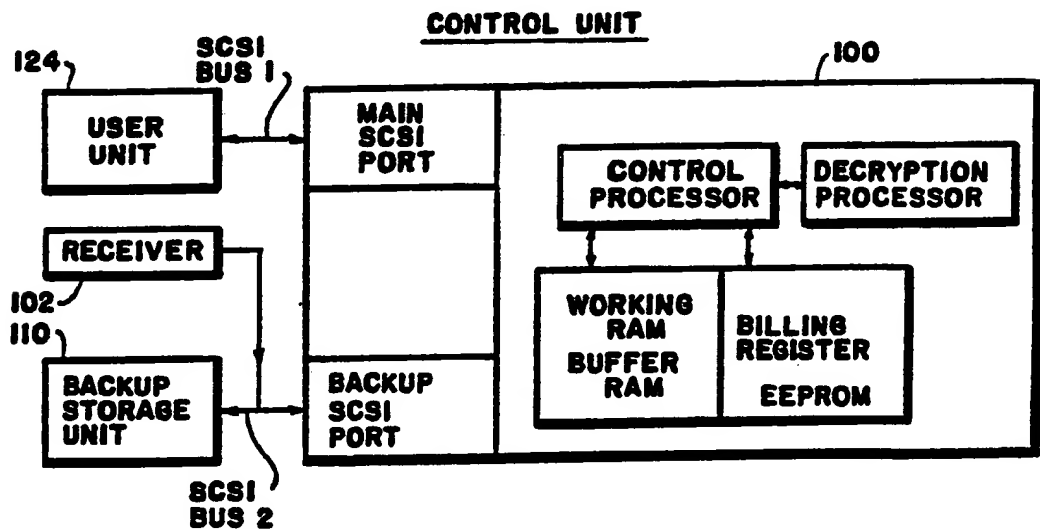 CONTROL UNIT
124
SCSI
BUS 1
100
USER
UNIT
MAIN
SCSI
PORT
CONTROL
PROCESSOR
DECRYPTION
PROCESSOR
RECEIVER
102
110
WORKING
RAM
BUFFER
RAM
BILLING
REGISTER
EEPROM
BACKUP
STORAGE
UNIT
BACKUP
SCSI
PORT
SCSI
BUS 2